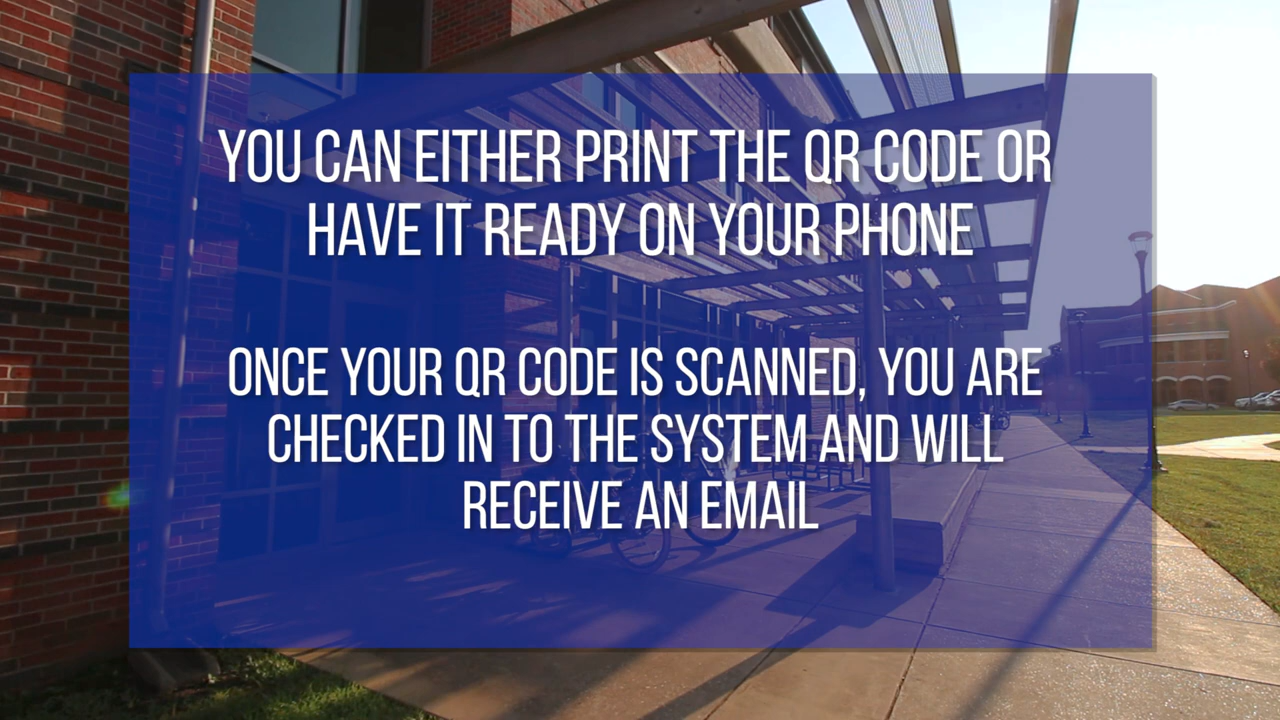 YOU CAN EITHER PRINT THE QR CODE OR
HAVE IT READY ON YOUR PHONE
ONCE YOUR QR CODE IS SCANNED, YOU ARE
CHECKED IN TO THE SYSTEM AND WILL
RECEIVE AN EMAIL